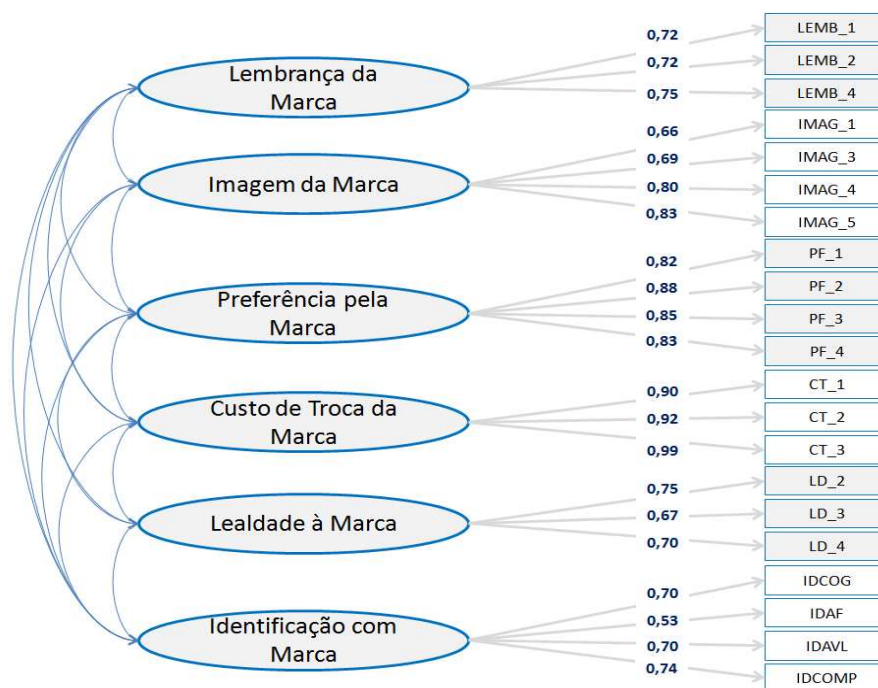 Lembrança da
Marca
0,72
0,72
0,75
LEMB_1
LEMB_2
LEMB_4
Imagem da Marca
0,66
0,69
0,80
0,83
IMAG_1
IMAG_3
IMAG_4
IMAG_5
Preferência pela
Marca
0,82
0,88
0,85
0,83
PF_1
PF_2
PF_3
PF_4
Custo de Troca da
Marca
0,90
0,92
0,99
CT_1
CT_2
CT_3
Lealdade à Marca
0,75
0,67
0,70
LD_2
LD_3
LD_4
Identificação com
Marca
0,70
0,53
0,70
0,74
IDCOG
IDAF
IDAVL
IDCOMP